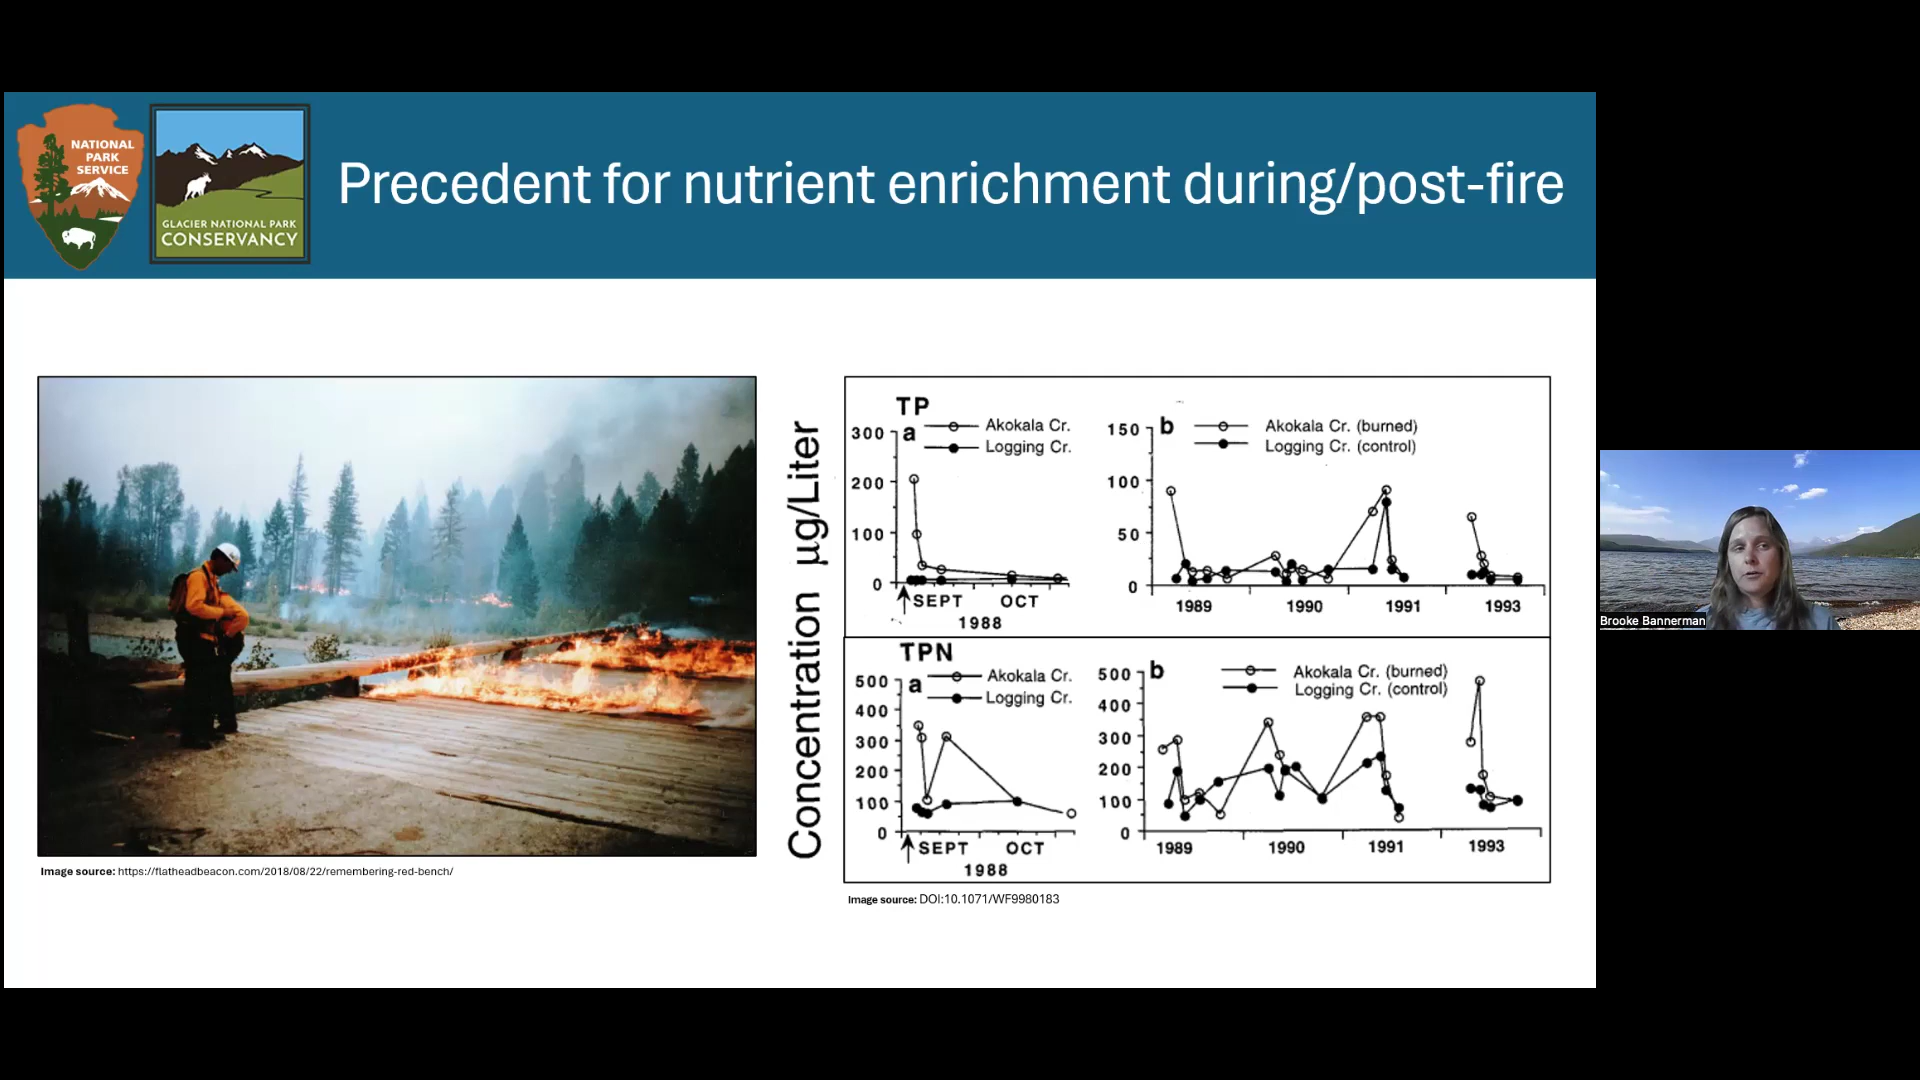 NATIONAL
PARK
SERVICE
GLACIER NATIONAL PARK
CONSERVANCY
Precedent for nutrient enrichment during/post-fire
Image source: https://flatheadbeacon.com/2018/08/22/remembering-red-bench/
Concentration µg/Liter
TP
a
Akokala Cr.
Logging Cr.
300
200
100
0
SEPT OCT
1988
b
Akokala Cr. (burned)
Logging Cr. (control)
150
100
50
0
1989 1990 1991 1993
TPN
a
Akokala Cr.
Logging Cr.
500
400
300
200
100
0
SEPT OCT
1988
b
Akokala Cr. (burned)
Logging Cr. (control)
500
400
300
200
100
0
1989 1990 1991 1993
Image source: DOI:10.1071/WF9980183
Brooke Bannerman